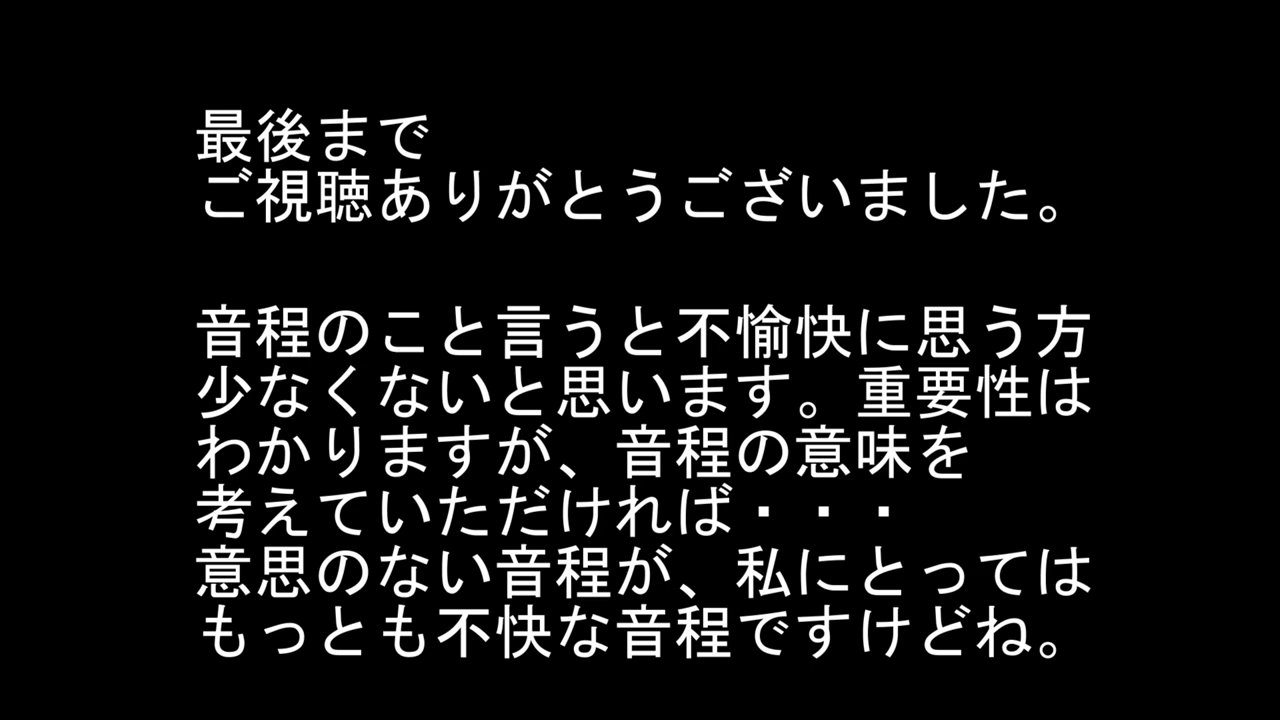 最後まで
ご視聴ありがとうございました。
音程のこと言うと不愉快に思う方
少なくないと思います。重要性は
わかりますが、音程の意味を
考えていただければ・・・
意思のない音程が、私にとっては
もっとも不快な音程ですけどね。